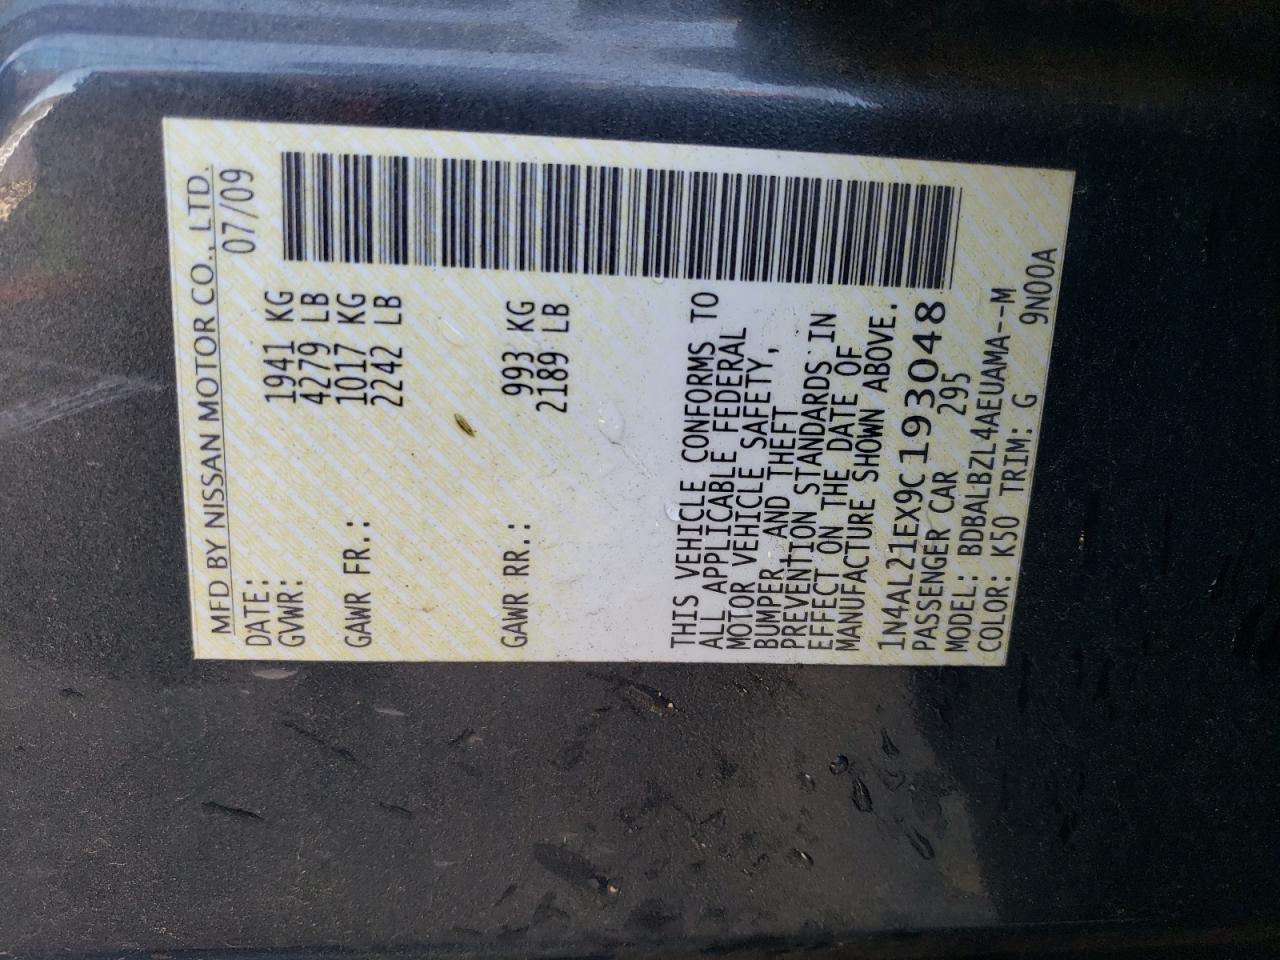 MFD BY NISSAN MOTOR CO., LTD.
DATE: 07/09
GVWR: 1941 KG
4279 LB
GAWR FR.: 1017 KG
2242 LB
GAWR RR.: 993 KG
2189 LB
THIS VEHICLE CONFORMS TO
ALL APPLICABLE FEDERAL
MOTOR VEHICLE SAFETY,
BUMPER AND THEFT
PREVENTION STANDARDS IN
EFFECT ON THE DATE OF
MANUFACTURE SHOWN ABOVE.
1N4AL21EX9C193048
PASSENGER CAR 295
MODEL: BDBALBZL4AEUAMA--M
COLOR: K50 TRIM: G 9N00A